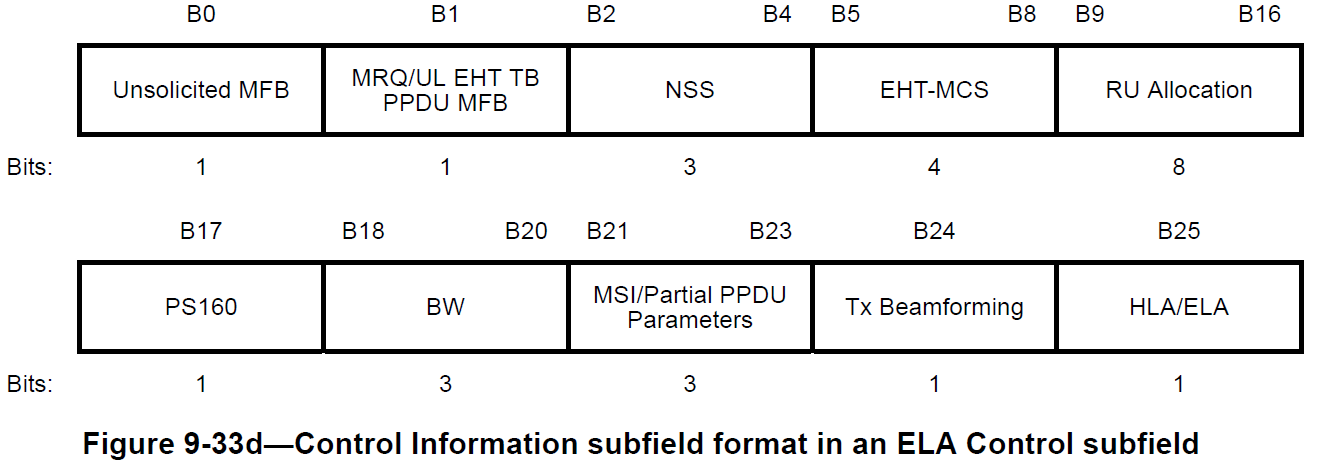 B0 B1 B2 B4 B5 B8 B9 B16
Unsolicited MFB
MRQ/UL EHT TB
PPDU MFB
NSS
EHT-MCS
RU Allocation
Bits: 1 1 3 4 8
B17 B18 B20 B21 B23 B24 B25
PS160
BW
MSI/Partial PPDU
Parameters
Tx Beamforming
HLA/ELA
Bits: 1 3 3 1 1
Figure 9-33d—Control Information subfield format in an ELA Control subfield